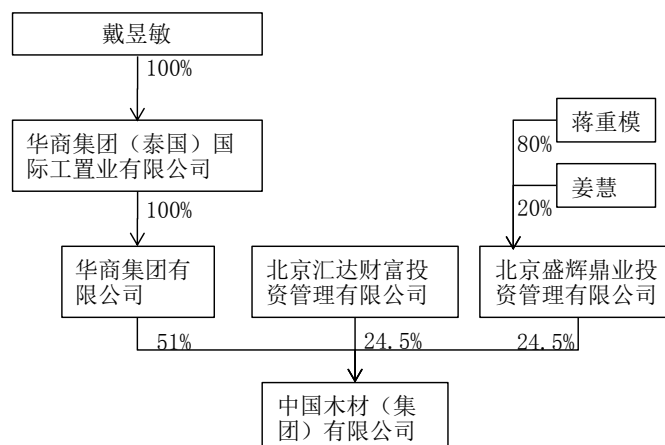 戴昱敏
100%
华商集团（泰国）国
际工置业有限公司
蒋重模
80%
姜慧
20%
100%
华商集团有
限公司
北京汇达财富投
资管理有限公司
北京盛辉鼎业投
资管理有限公司
51%
24.5%
24.5%
中国木材（集
团）有限公司